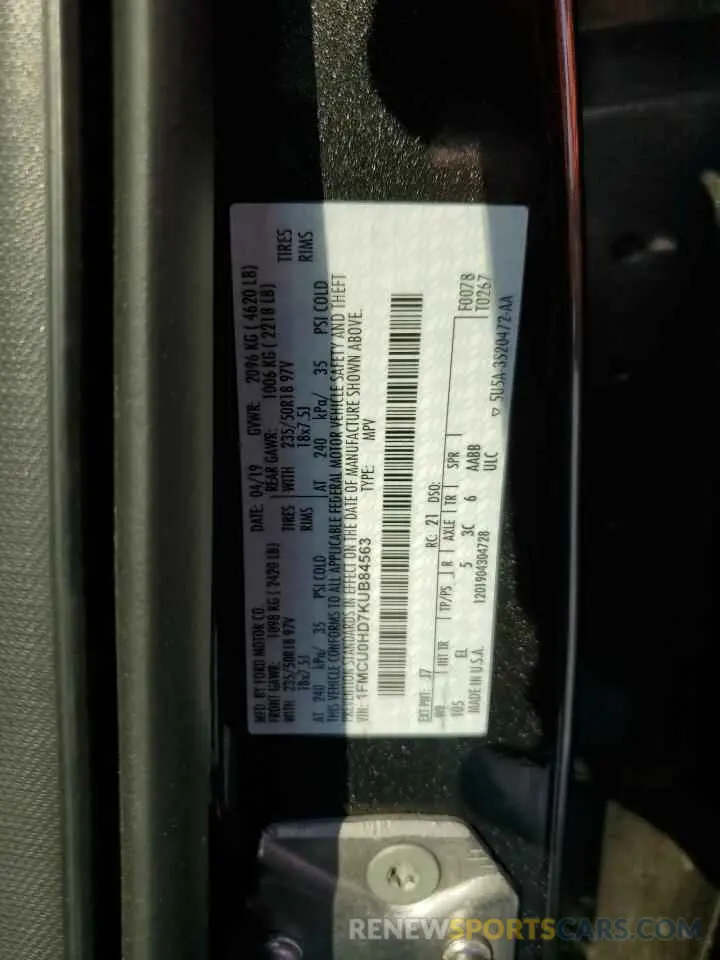 MFD. BY FORD MOTOR CO. DATE: 04/19 GVWR: 2096 KG ( 4620 LB)
FRONT GAWR: 1098 KG ( 2420 LB) REAR GAWR: 1006 KG ( 2218 LB)
WITH 235/50R18 97V TIRES WITH 235/50R18 97V TIRES
18x7.5J RIMS 18x7.5J RIMS
AT 240 kPa/ 35 PSI COLD AT 240 kPa/ 35 PSI COLD
THIS VEHICLE CONFORMS TO ALL APPLICABLE FEDERAL MOTOR VEHICLE SAFETY AND THEFT
PREVENTION STANDARDS IN EFFECT ON THE DATE OF MANUFACTURE SHOWN ABOVE.
VIN: 1FMCU0HD7KUB84563 TYPE: MPV
F0078
T0267
EXT PNT: J7 RC: 21 DSO:
WB INT TR TP/PS R AXLE TR SPR
105 EL 5 3C 6 AABB
ULC
MADE IN U.S.A. 1201904304728
5U5A-3520472-AA
RENEWSPORTSCARS.COM